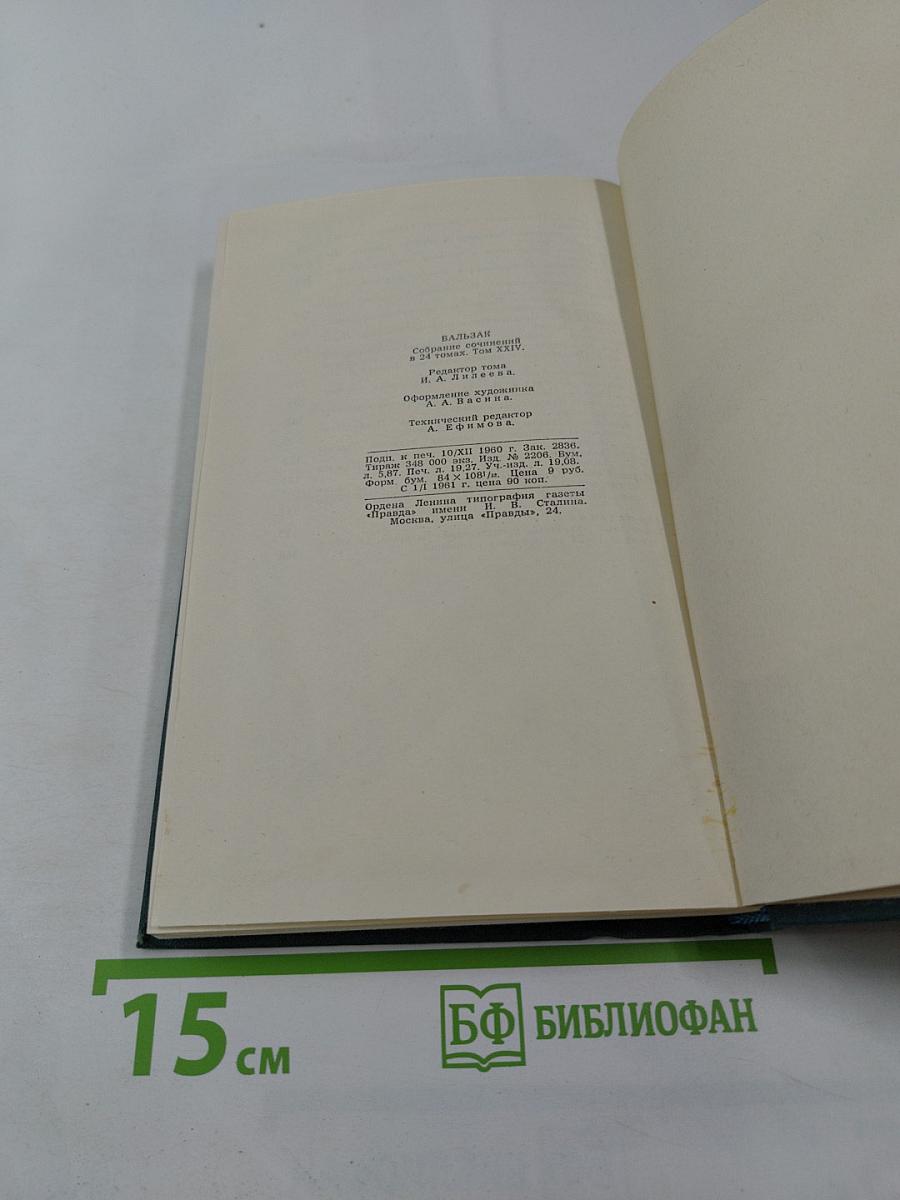 БАЛЬЗАК
Собрание сочинений
в 24 томах. Том XXIV.
Редактор тома
И. А. Лилеева.
Оформление художника
А. А. Васина.
Технический редактор
А. Ефимова.
Подп. к печ. 10/XII 1960 г. Зак. 2836.
Тираж 348 000 экз. Изд. № 2206. Бум.
л. 5,87. Печ. л. 19,27. Уч.-изд. л. 19,08.
Форм. бум. 84 × 108¹/₃₂. Цена 9 руб.
С 1/I 1961 г. цена 90 коп.
Ордена Ленина типография газеты
«Правда» имени И. В. Сталина.
Москва, улица «Правды», 24.
15 см
БФ БИБЛИОФАН